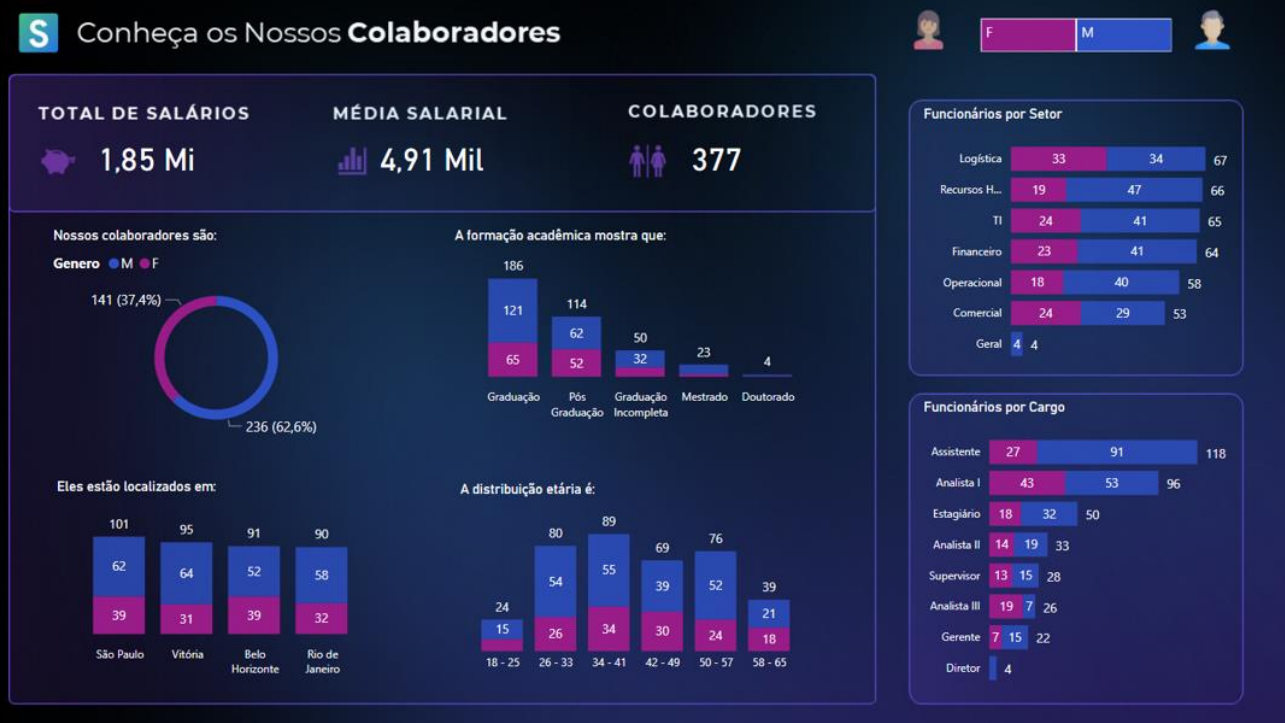 S Conheça os Nossos Colaboradores
F M
TOTAL DE SALÁRIOS
1,85 Mi
MÉDIA SALARIAL
4,91 Mil
COLABORADORES
377
Nossos colaboradores são:
Genero M F
141 (37,4%)
236 (62,6%)
A formação acadêmica mostra que:
186
114
50
23
4
121
62
32
65
52
Graduação
Pós
Graduação
Graduação
Incompleta
Mestrado
Doutorado
Eles estão localizados em:
101
95
91
90
62
64
52
58
39
31
39
32
São Paulo
Vitória
Belo
Horizonte
Rio de
Janeiro
A distribuição etária é:
24
80
89
69
76
39
15
54
55
39
52
21
26
34
30
24
18
18 - 25
26 - 33
34 - 41
42 - 49
50 - 57
58 - 65
Funcionários por Setor
Logística 33 34 67
Recursos H... 19 47 66
TI 24 41 65
Financeiro 23 41 64
Operacional 18 40 58
Comercial 24 29 53
Geral 4 4
Funcionários por Cargo
Assistente 27 91 118
Analista I 43 53 96
Estagiário 18 32 50
Analista II 14 19 33
Supervisor 13 15 28
Analista III 19 7 26
Gerente 7 15 22
Diretor 4